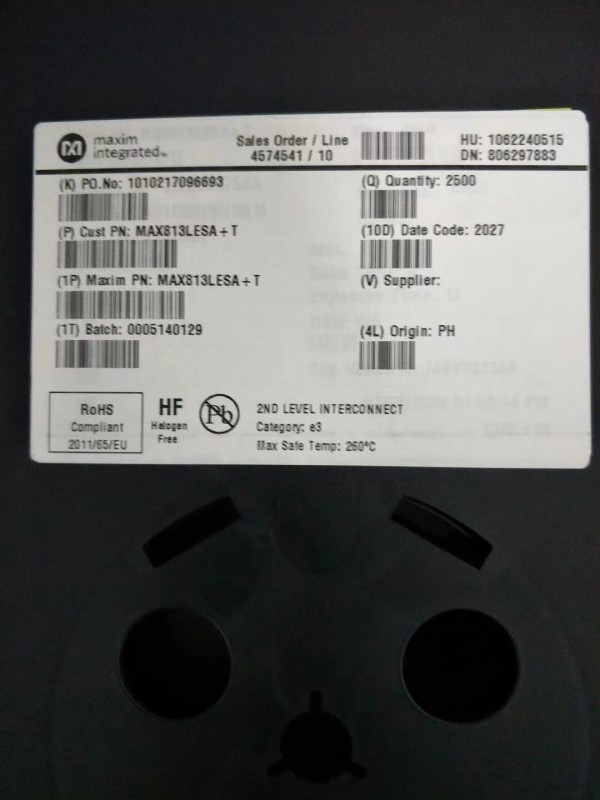 maxim
integrated™
Sales Order / Line
4574541 / 10
HU: 1062240515
DN: 806297883
(K) PO.No: 1010217096693
(Q) Quantity: 2500
(P) Cust PN: MAX813LESA+T
(10D) Date Code: 2027
(1P) Maxim PN: MAX813LESA+T
(V) Supplier:
(1T) Batch: 0005140129
(4L) Origin: PH
RoHS
Compliant
2011/65/EU
HF
Halogen
Free
Pb
2ND LEVEL INTERCONNECT
Category: e3
Max Safe Temp: 260°C